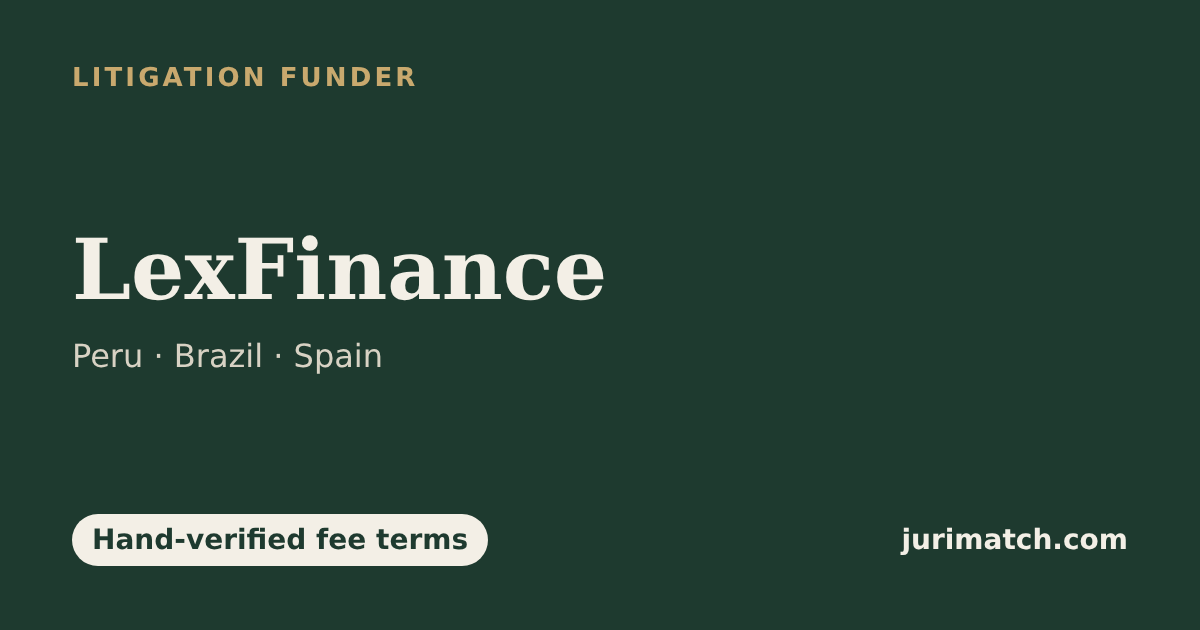 LITIGATION FUNDER
LexFinance
Peru · Brazil · Spain
Hand-verified fee terms
jurimatch.com